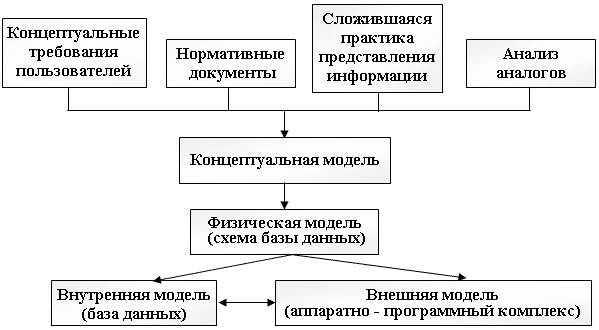 Концептуальные
требования
пользователей
Нормативные
документы
Сложившаяся
практика
представления
информации
Анализ
аналогов
Концептуальная модель
Физическая модель
(схема базы данных)
Внутренняя модель
(база данных)
Внешняя модель
(аппаратно - программный комплекс)